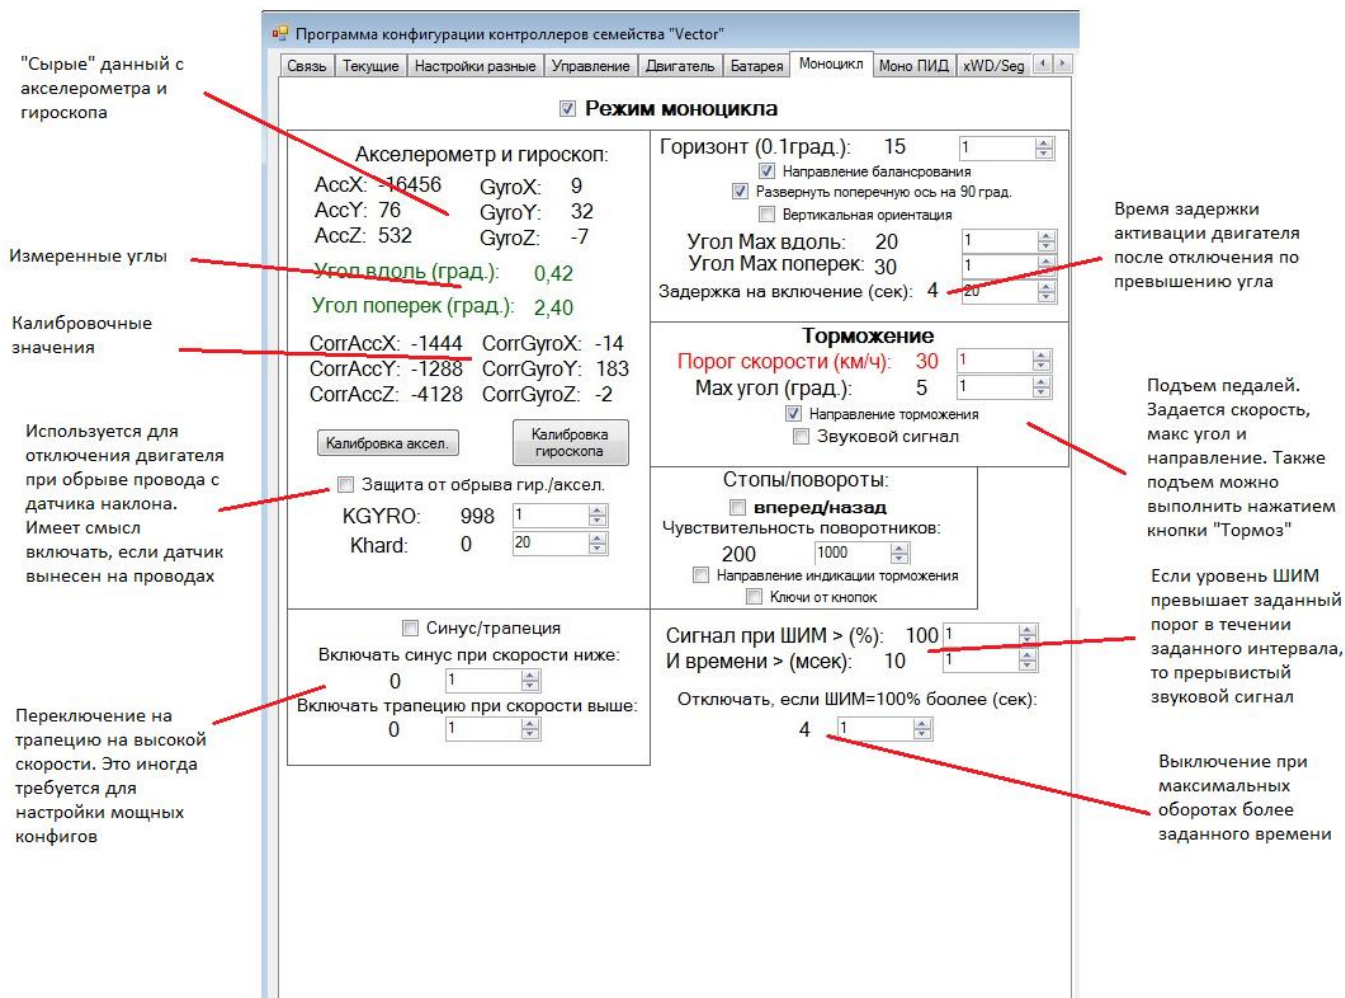 Программа конфигурации контроллеров семейства "Vector"
Связь Текущие Настройки разные Управление Двигатель Батарея Моноцикл Моно ПИД xWD/Seg
Режим моноцикла
"Сырые" данный с
акселерометра и
гироскопа
Измеренные углы
Калибровочные
значения
Используется для
отключения двигателя
при обрыве провода с
датчика наклона.
Имеет смысл
включать, если датчик
вынесен на проводах
Переключение на
трапецию на высокой
скорости. Это иногда
требуется для
настройки мощных
конфигов
Акселерометр и гироскоп:
AccX: -16456 GyroX: 9
AccY: 76 GyroY: 32
AccZ: 532 GyroZ: -7
Угол вдоль (град.): 0,42
Угол поперек (град.): 2,40
CorrAccX: -1444 CorrGyroX: -14
CorrAccY: -1288 CorrGyroY: 183
CorrAccZ: -4128 CorrGyroZ: -2
Калибровка аксел.
Калибровка
гироскопа
Защита от обрыва гир./аксел.
KGYRO: 998 1
Khard: 0 20
Синус/трапеция
Включать синус при скорости ниже:
0 1
Включать трапецию при скорости выше:
0 1
Горизонт (0.1град.): 15 1
Направление балансрования
Развернуть поперечную ось на 90 град.
Вертикальная ориентация
Угол Max вдоль: 20 1
Угол Max поперек: 30 1
Задержка на включение (сек): 4 20
Торможение
Порог скорости (км/ч): 30 1
Max угол (град.): 5 1
Направление торможения
Звуковой сигнал
Стопы/повороты:
вперед/назад
Чувствительность поворотников:
200 1000
Направление индикации торможения
Ключи от кнопок
Сигнал при ШИМ > (%): 100 1
И времени > (мсек): 10 1
Отключать, если ШИМ=100% боолее (сек):
4 1
Время задержки
активации двигателя
после отключения по
превышению угла
Подъем педалей.
Задается скорость,
макс угол и
направление. Также
подъем можно
выполнить нажатием
кнопки "Тормоз"
Если уровень ШИМ
превышает заданный
порог в течении
заданного интервала,
то прерывистый
звуковой сигнал
Выключение при
максимальных
оборотах более
заданного времени